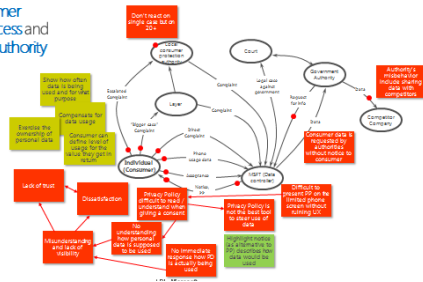 mer
cess and
uthority
Don't react on
single case but on
20+
Local
consumer
protection
Court
Government
Authority
Authority's
misbehavior
include sharing
data with
competitors
Show how often
data is
being used and for what
purpose
Compensate for
data usage
Exercise the
ownership of
personal data
Consumer can
define level of
usage for the
value they get in
return
Complaint
Layer
Complaint
Complaint
"Bigger case"
Complaint
Legal case
against
government
Request
for info
Data
Data
Competitor
Company
Direct
Complaint
Phone
usage data
Acceptance
Notice,
PP
Individual
(Consumer)
MSFT (Data
controller)
Consumer data is
requested by
authorities
without notice to
consumer
Lack of trust
Dissatisfaction
Privacy Policy
difficult to read /
understand when
giving a consent
Difficult to
present PP on the
limited phone
screen without
ruining UX
Privacy Policy is
not the best tool
to steer use of
data
Misunderstanding
and lack of
visibility
No
understanding
how personal
data is supposed
to be used
No immediate
response how PD
is actually being
used
Highlight notice
(as alternative to
PP) describes how
data would be
used